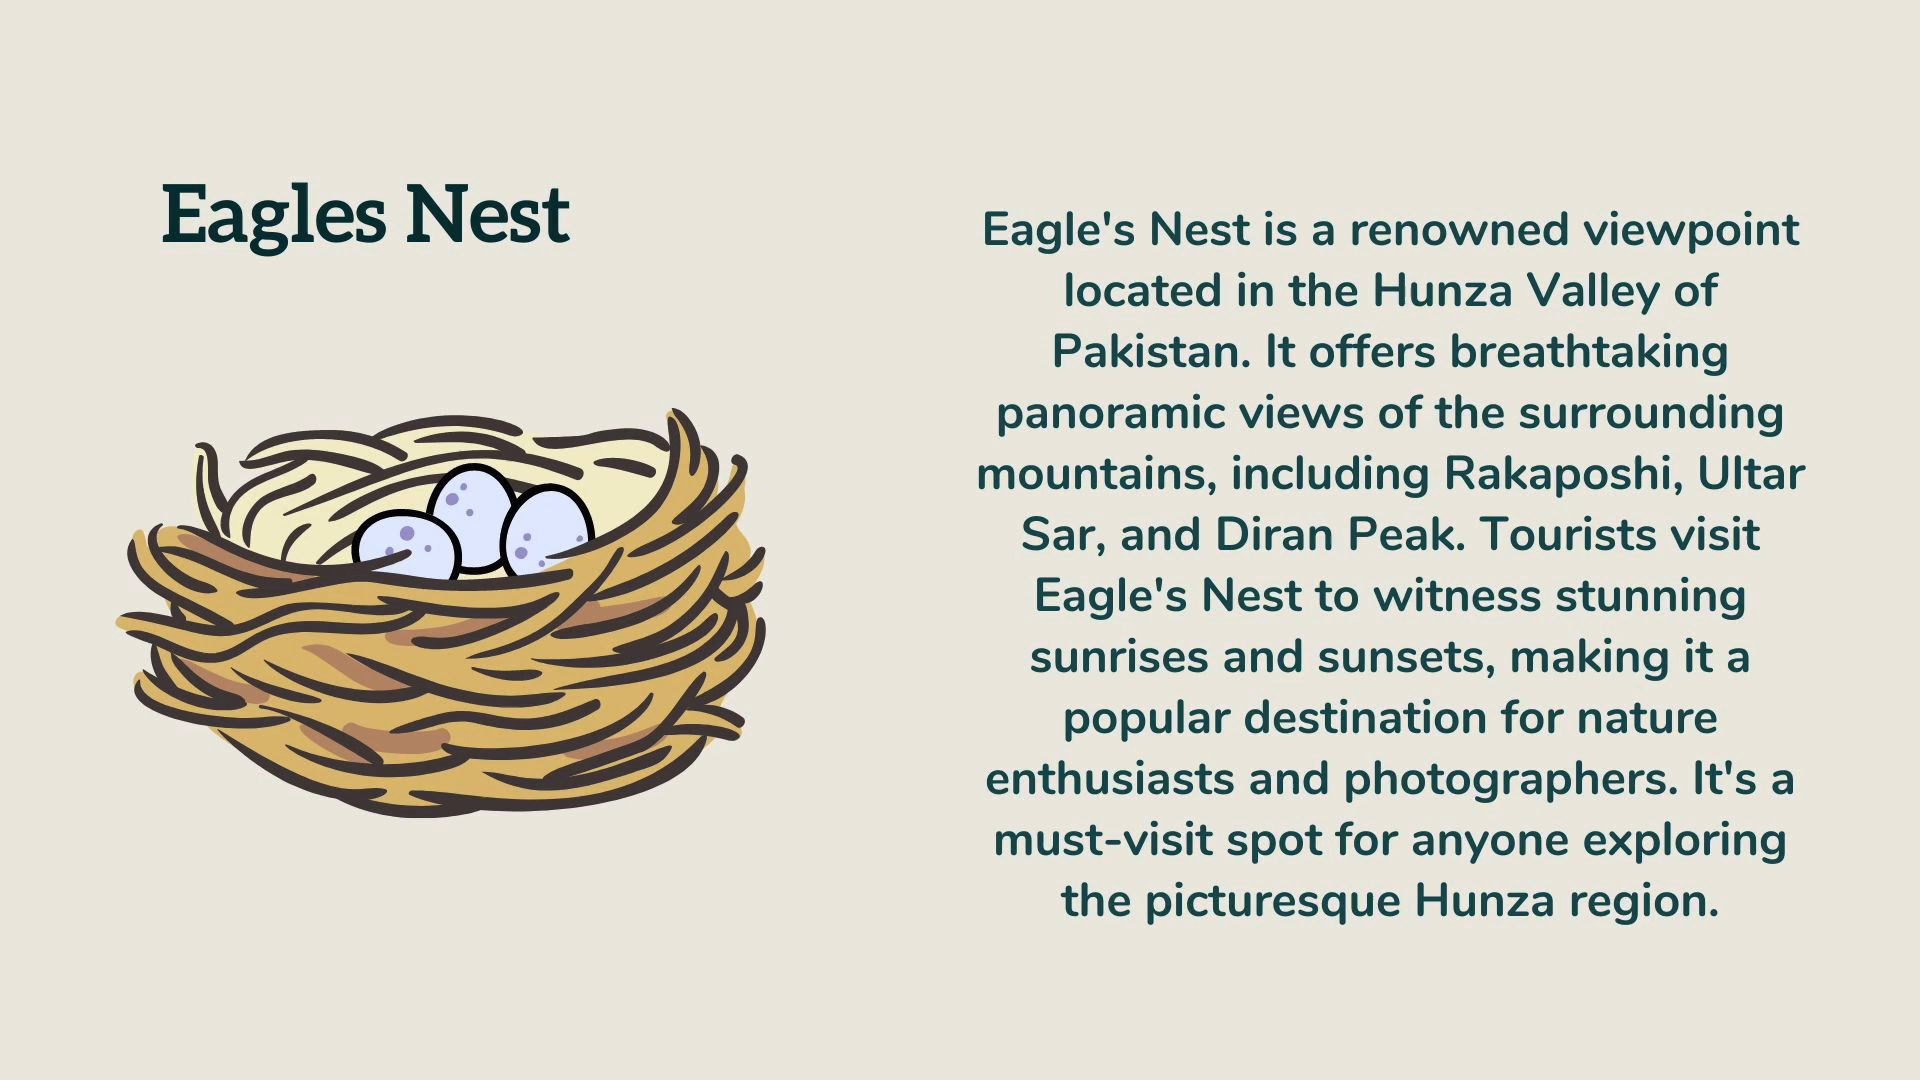 Eagles Nest
Eagle's Nest is a renowned viewpoint
located in the Hunza Valley of
Pakistan. It offers breathtaking
panoramic views of the surrounding
mountains, including Rakaposhi, Ultar
Sar, and Diran Peak. Tourists visit
Eagle's Nest to witness stunning
sunrises and sunsets, making it a
popular destination for nature
enthusiasts and photographers. It's a
must-visit spot for anyone exploring
the picturesque Hunza region.